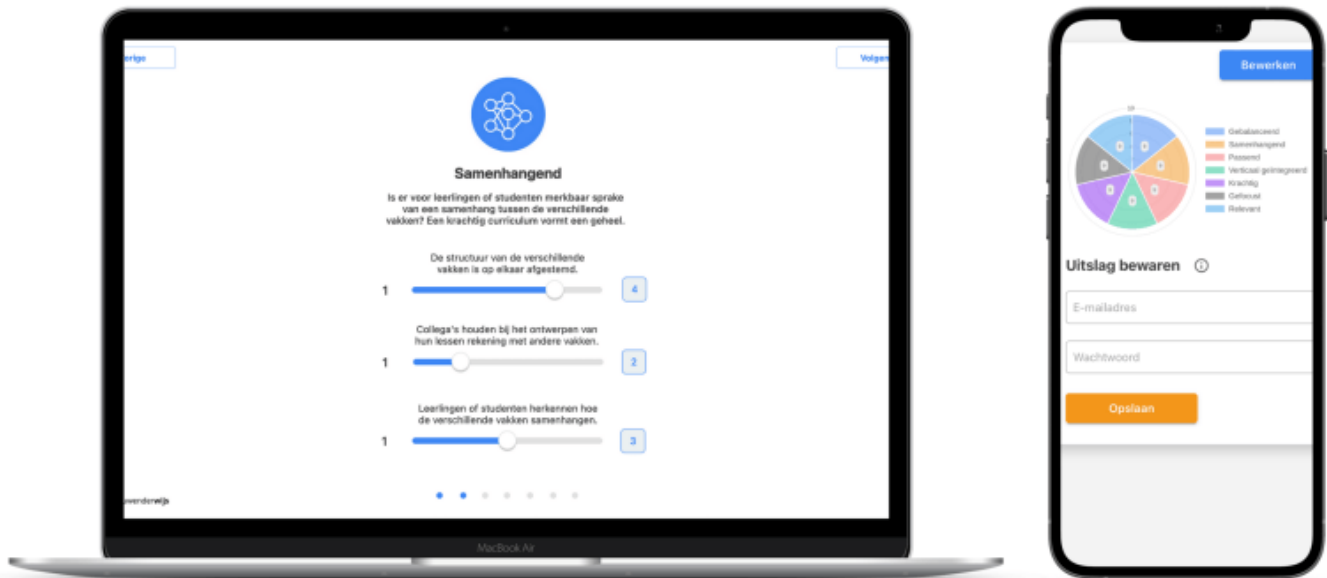 erige
Volgen
Samenhangend
Is er voor leerlingen of studenten merkbaar sprake
van een samenhang tussen de verschillende
vakken? Een krachtig curriculum vormt een geheel.
De structuur van de verschillende
vakken is op elkaar afgestemd.
1
4
Collega's houden bij het ontwerpen van
hun lessen rekening met andere vakken.
1
2
Leerlingen of studenten herkennen hoe
de verschillende vakken samenhangen.
1
3
MacBook Air
Bewerken
10
Gebalanceerd
Samenhangend
Passend
Verticaal geïntegreerd
Krachtig
Gefocust
Relevant
Uitslag bewaren
E-mailadres
Wachtwoord
Opslaan